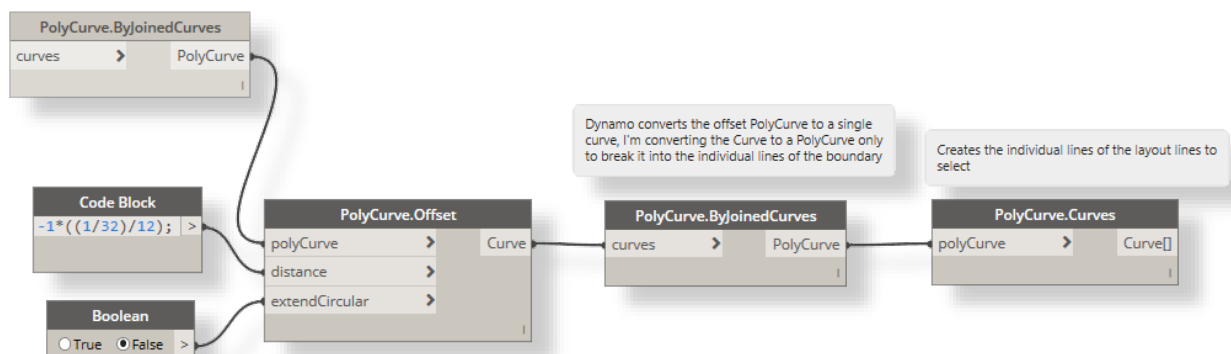 PolyCurve.ByJoinedCurves
curves > PolyCurve
Dynamo converts the offset PolyCurve to a single
curve, I'm converting the Curve to a PolyCurve only
to break it into the individual lines of the boundary
Creates the individual lines of the layout lines to
select
Code Block
-1*((1/32)/12); >
PolyCurve.Offset
polyCurve > Curve
distance >
extendCircular >
PolyCurve.ByJoinedCurves
curves > PolyCurve
PolyCurve.Curves
polyCurve > Curve[]
Boolean
True False >